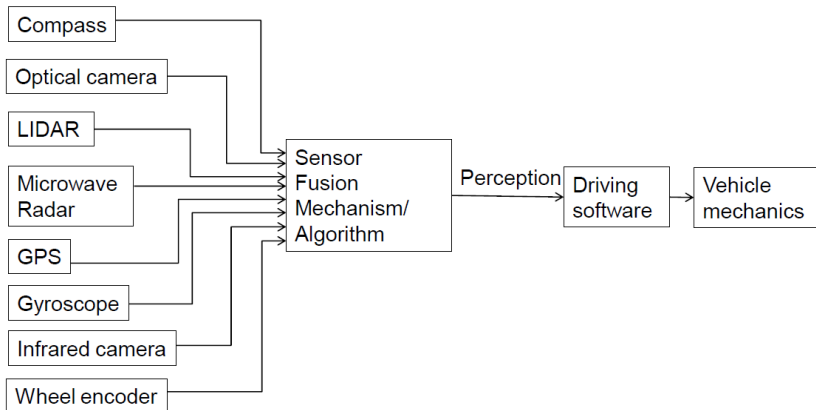 Compass
Optical camera
LIDAR
Microwave
Radar
GPS
Gyroscope
Infrared camera
Wheel encoder
Sensor
Fusion
Mechanism/
Algorithm
Perception
Driving
software
Vehicle
mechanics